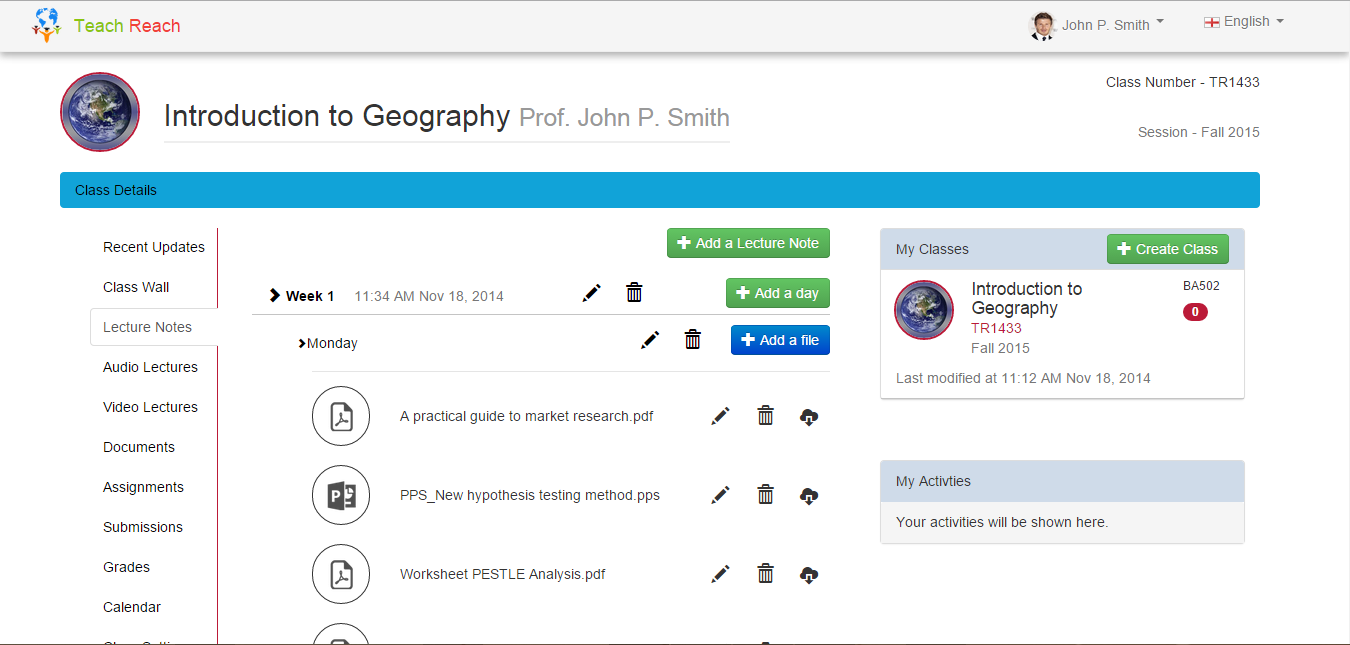 Teach Reach
John P. Smith
English
Introduction to Geography Prof. John P. Smith
Class Number - TR1433
Session - Fall 2015
Class Details
Recent Updates
Class Wall
Lecture Notes
Audio Lectures
Video Lectures
Documents
Assignments
Submissions
Grades
Calendar
Add a Lecture Note
Week 1 11:34 AM Nov 18, 2014
Add a day
Monday
Add a file
A practical guide to market research.pdf
PPS_New hypothesis testing method.pps
Worksheet PESTLE Analysis.pdf
My Classes
Create Class
Introduction to
Geography
BA502
0
TR1433
Fall 2015
Last modified at 11:12 AM Nov 18, 2014
My Activties
Your activities will be shown here.